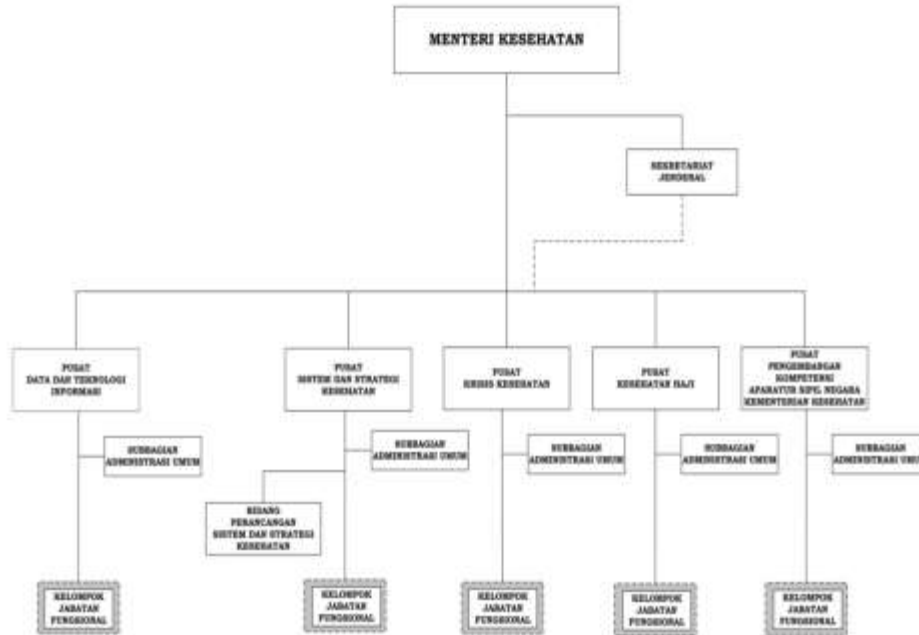 MENTERI KESEHATAN
SEKRETARIAT
JENDERAL
PUSAT
DATA DAN TEKNOLOGI
INFORMASI
PUSAT
SISTEM DAN STRATEGI
KESEHATAN
PUSAT
KRISIS KESEHATAN
PUSAT
KESEHATAN HAJI
PUSAT
PENGEMBANGAN
KOMPETENSI
APARATUR SIPIL NEGARA
KEMENTERIAN KESEHATAN
SUBBAGIAN
ADMINISTRASI UMUM
SUBBAGIAN
ADMINISTRASI UMUM
SUBBAGIAN
ADMINISTRASI UMUM
SUBBAGIAN
ADMINISTRASI UMUM
SUBBAGIAN
ADMINISTRASI UMUM
BIDANG
PERANCANGAN
SISTEM DAN STRATEGI
KESEHATAN
KELOMPOK
JABATAN
FUNGSIONAL
KELOMPOK
JABATAN
FUNGSIONAL
KELOMPOK
JABATAN
FUNGSIONAL
KELOMPOK
JABATAN
FUNGSIONAL
KELOMPOK
JABATAN
FUNGSIONAL